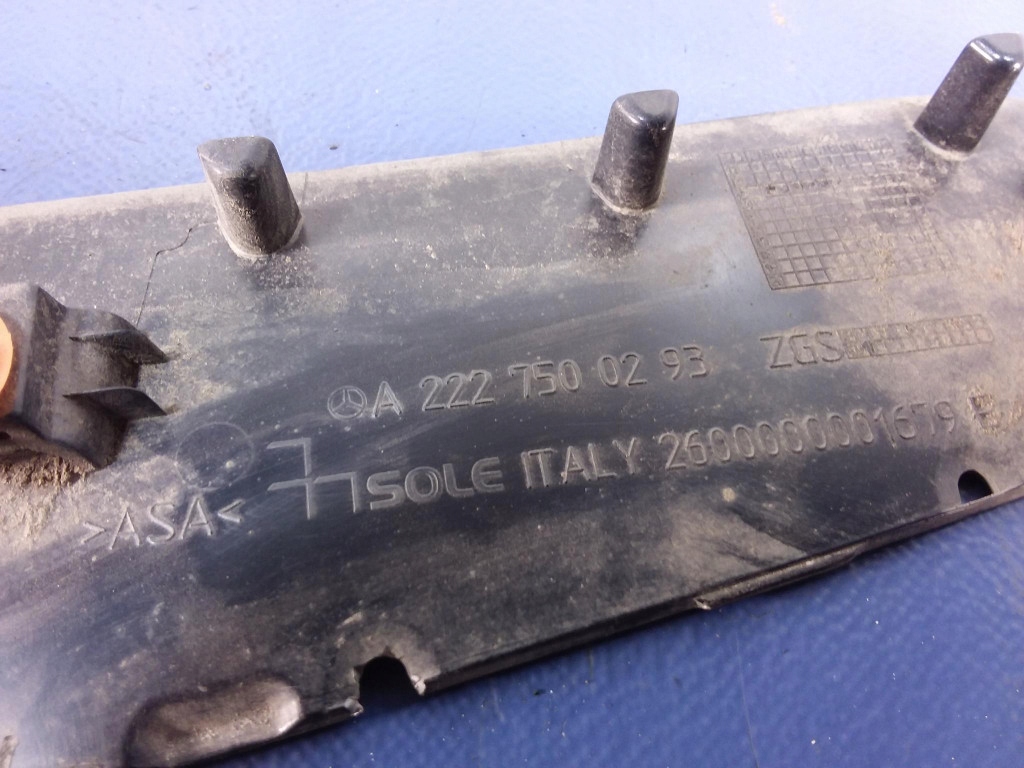 A 222 750 02 93 ZGS
SOLE ITALY 2600000001679
>ASA<